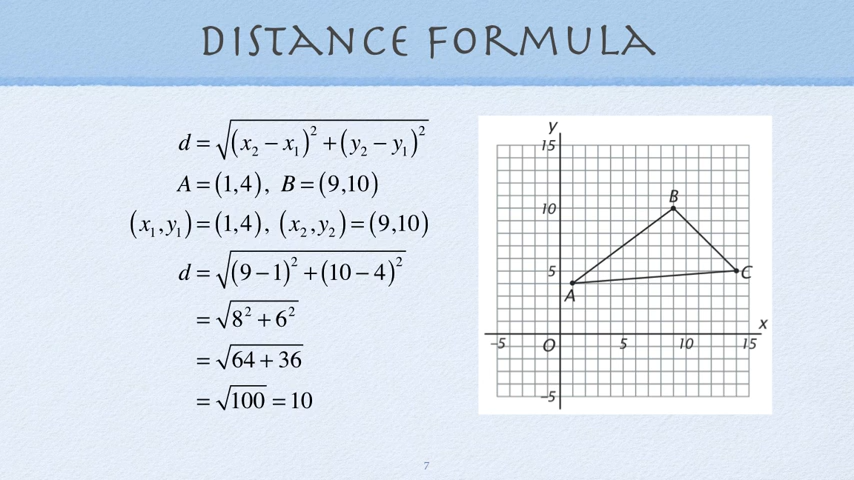 DISTANCE FORMULA
d = √((x₂ − x₁)² + (y₂ − y₁)²)
A = (1,4), B = (9,10)
(x₁,y₁) = (1,4), (x₂,y₂) = (9,10)
d = √((9 − 1)² + (10 − 4)²)
= √(8² + 6²)
= √(64 + 36)
= √100 = 10
y
15
10
B
5
C
A
x
−5
O
5
10
15
−5
7